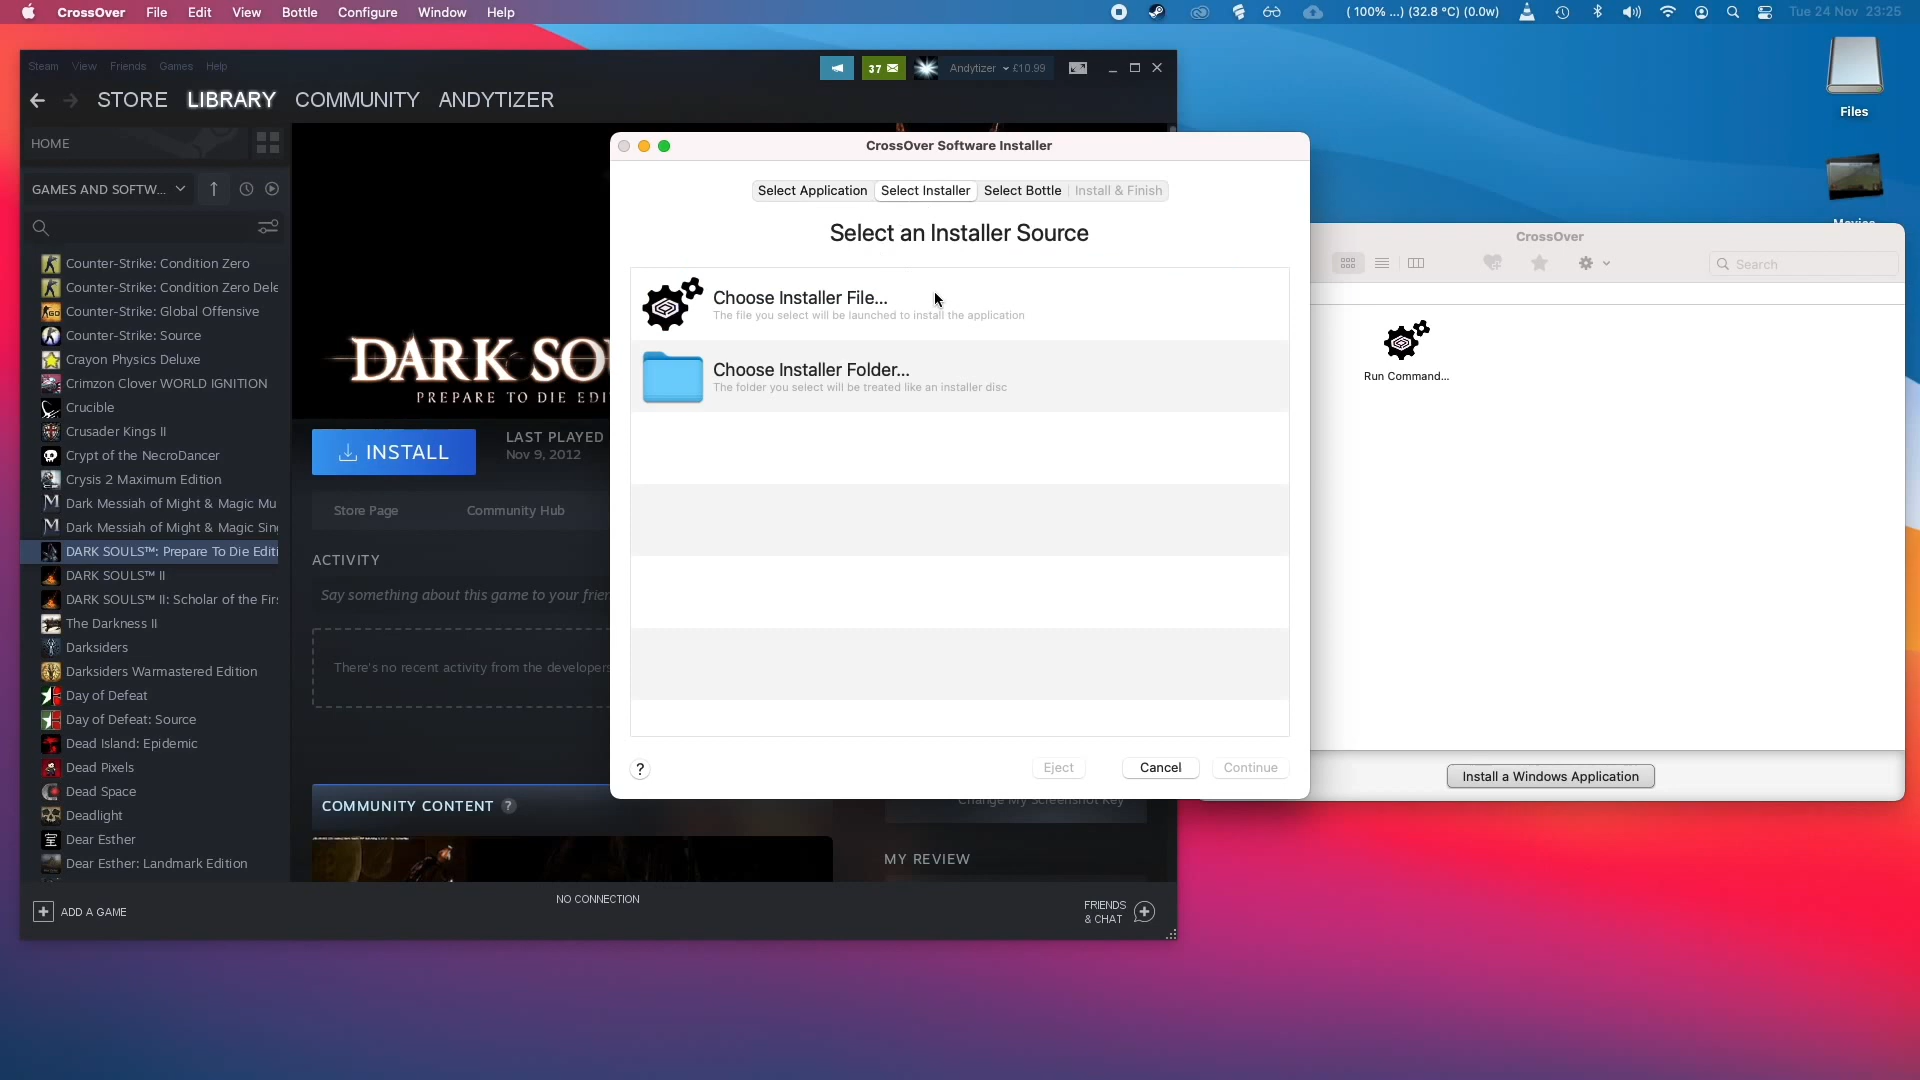 CrossOver File Edit View Bottle Configure Window Help
( 100% ...) (32.8 °C) (0.0w) Tue 24 Nov 23:25
Steam View Friends Games Help
37
Andytizer £10.99
STORE LIBRARY COMMUNITY ANDYTIZER
HOME
GAMES AND SOFTW...
Counter-Strike: Condition Zero
Counter-Strike: Condition Zero Dele
Counter-Strike: Global Offensive
Counter-Strike: Source
Crayon Physics Deluxe
Crimzon Clover WORLD IGNITION
Crucible
Crusader Kings II
Crypt of the NecroDancer
Crysis 2 Maximum Edition
Dark Messiah of Might & Magic Mu
Dark Messiah of Might & Magic Sin
DARK SOULS™: Prepare To Die Editi
DARK SOULS™ II
DARK SOULS™ II: Scholar of the Fir
The Darkness II
Darksiders
Darksiders Warmastered Edition
Day of Defeat
Day of Defeat: Source
Dead Island: Epidemic
Dead Pixels
Dead Space
Deadlight
Dear Esther
Dear Esther: Landmark Edition
ADD A GAME
DARK SO
PREPARE TO DIE EDI
INSTALL
LAST PLAYED
Nov 9, 2012
Store Page Community Hub
ACTIVITY
Say something about this game to your frie
There's no recent activity from the developers
COMMUNITY CONTENT ?
Change My Screenshot Key
MY REVIEW
NO CONNECTION
FRIENDS
& CHAT
CrossOver Software Installer
Select Application Select Installer Select Bottle Install & Finish
Select an Installer Source
Choose Installer File...
The file you select will be launched to install the application
Choose Installer Folder...
The folder you select will be treated like an installer disc
? Eject Cancel Continue
CrossOver
Search
Run Command...
Install a Windows Application
Files
Movies